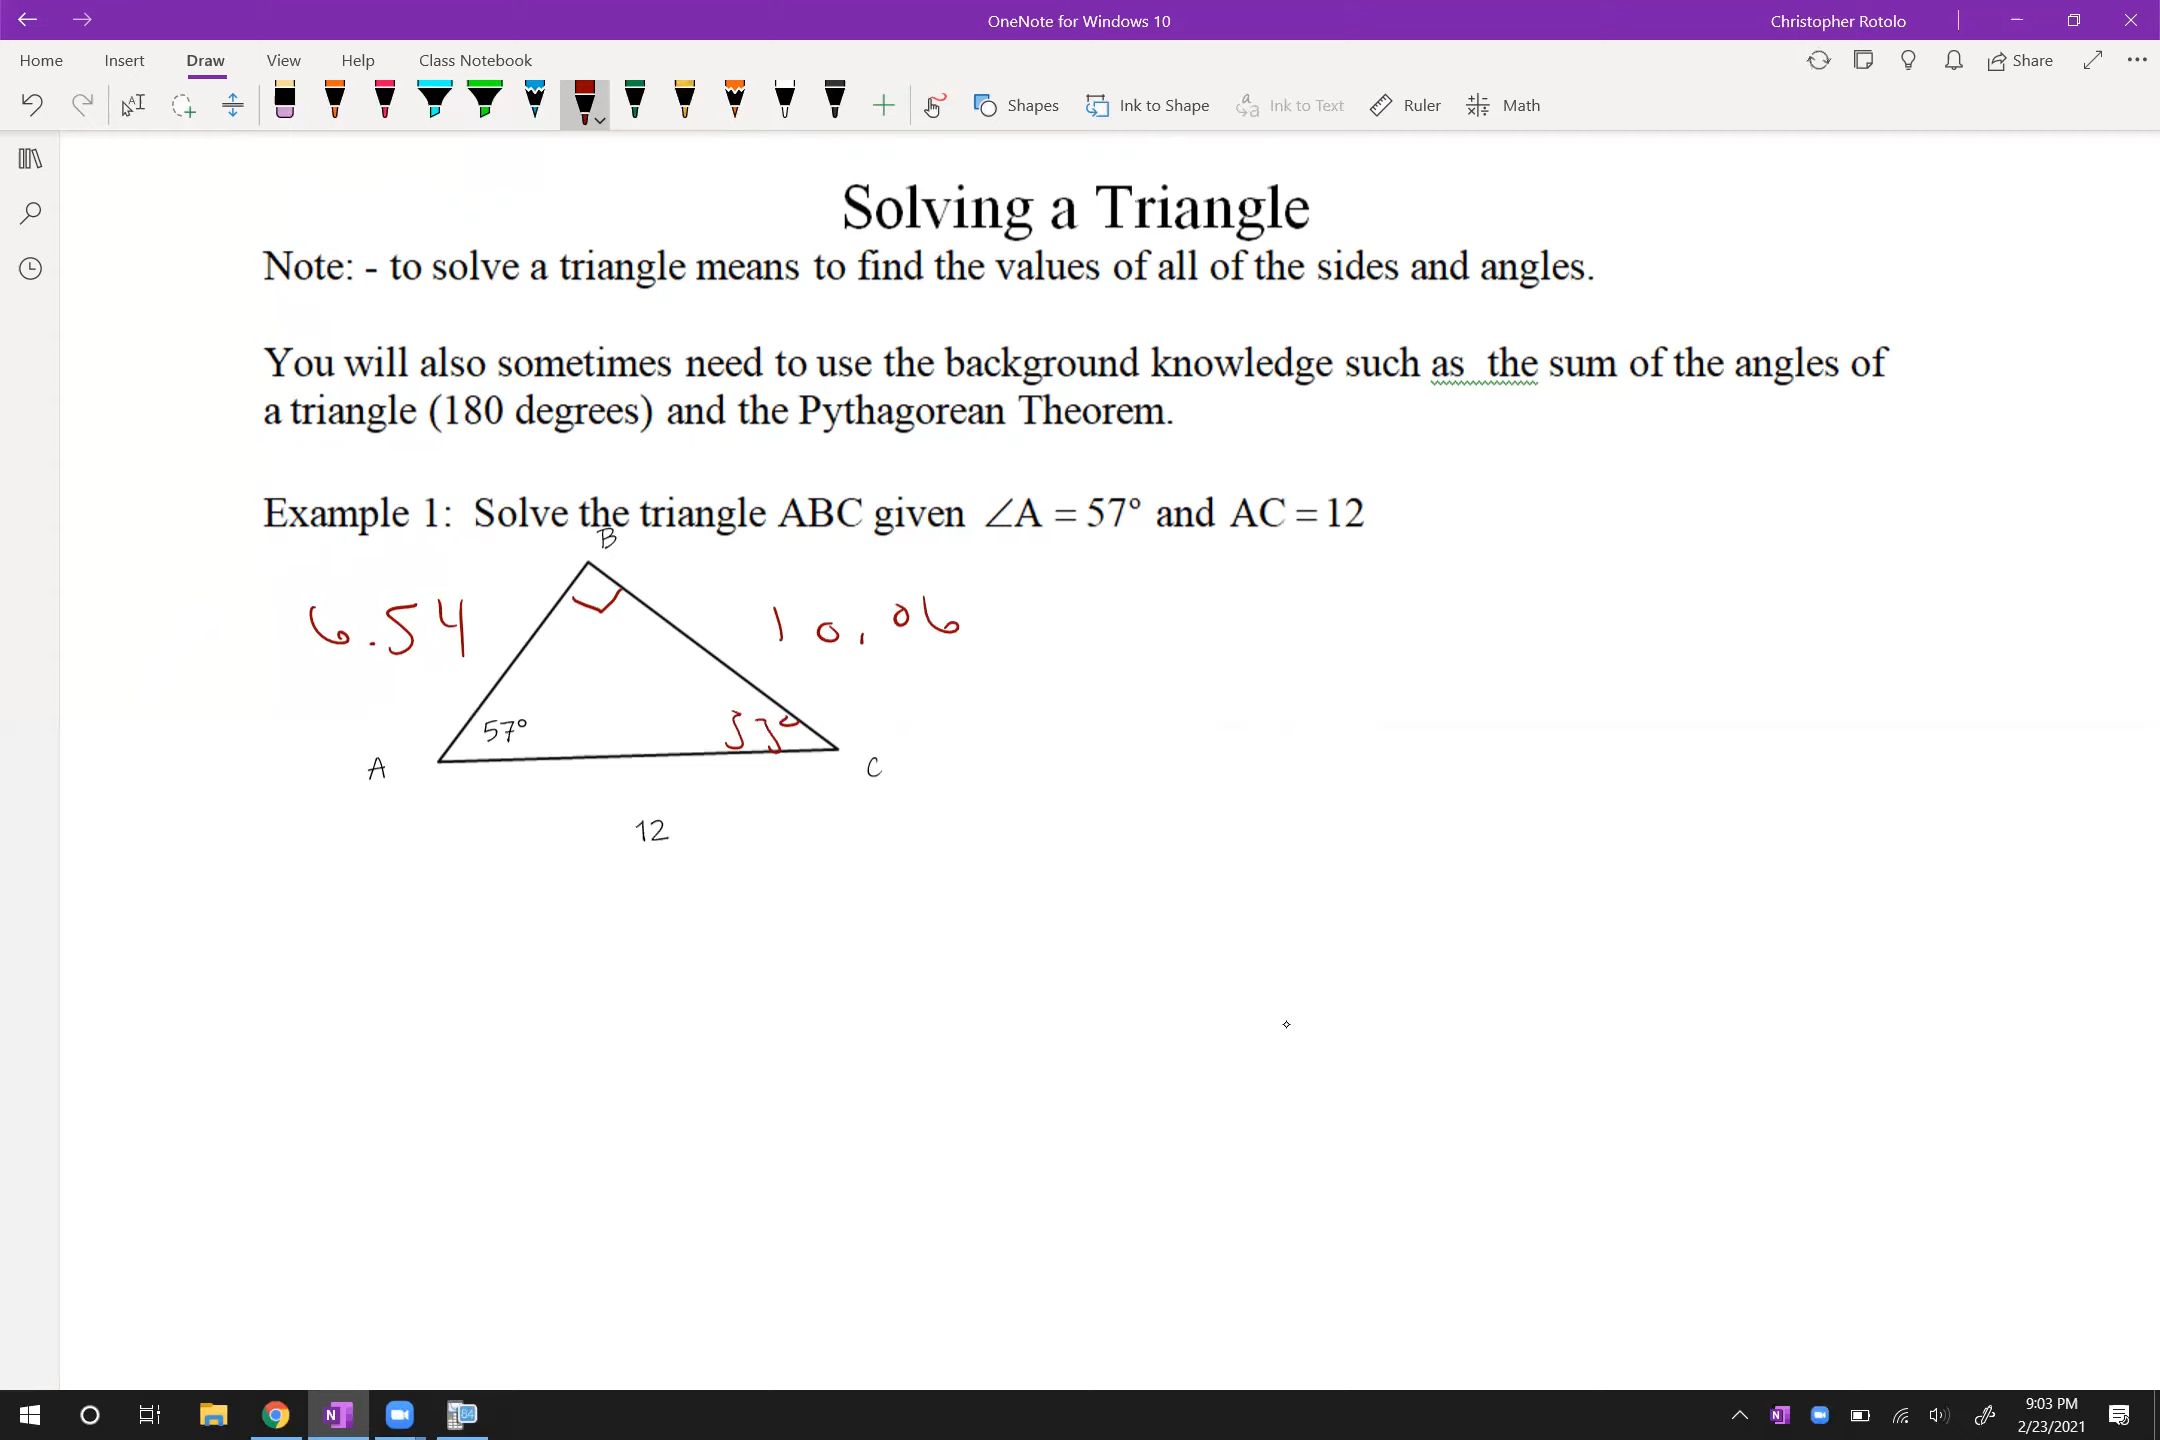 OneNote for Windows 10
Christopher Rotolo
Home Insert Draw View Help Class Notebook
Share
Shapes Ink to Shape Ink to Text Ruler Math
Solving a Triangle
Note: - to solve a triangle means to find the values of all of the sides and angles.
You will also sometimes need to use the background knowledge such as the sum of the angles of
a triangle (180 degrees) and the Pythagorean Theorem.
Example 1: Solve the triangle ABC given ∠A = 57° and AC = 12
B
6.54
10.06
57°
33°
A
C
12
N
84
N
9:03 PM
2/23/2021